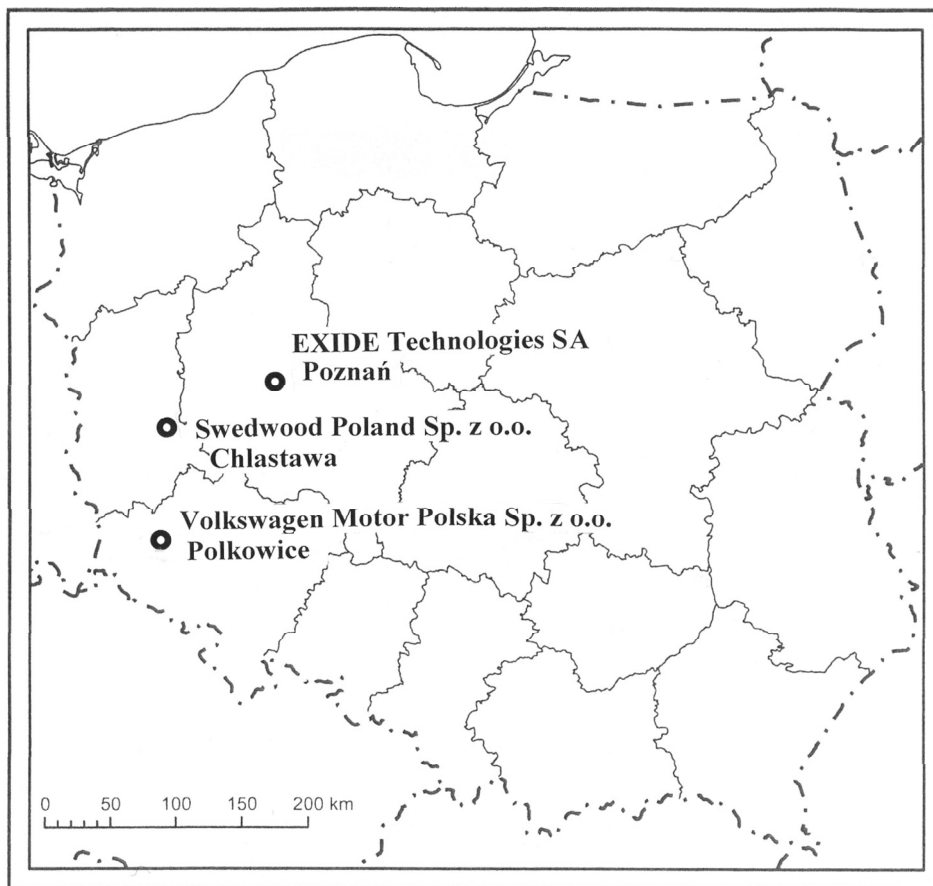 EXIDE Technologies SA
Poznań
Swedwood Poland Sp. z o.o.
Chlastawa
Volkswagen Motor Polska Sp. z o.o.
Polkowice
0 50 100 150 200 km